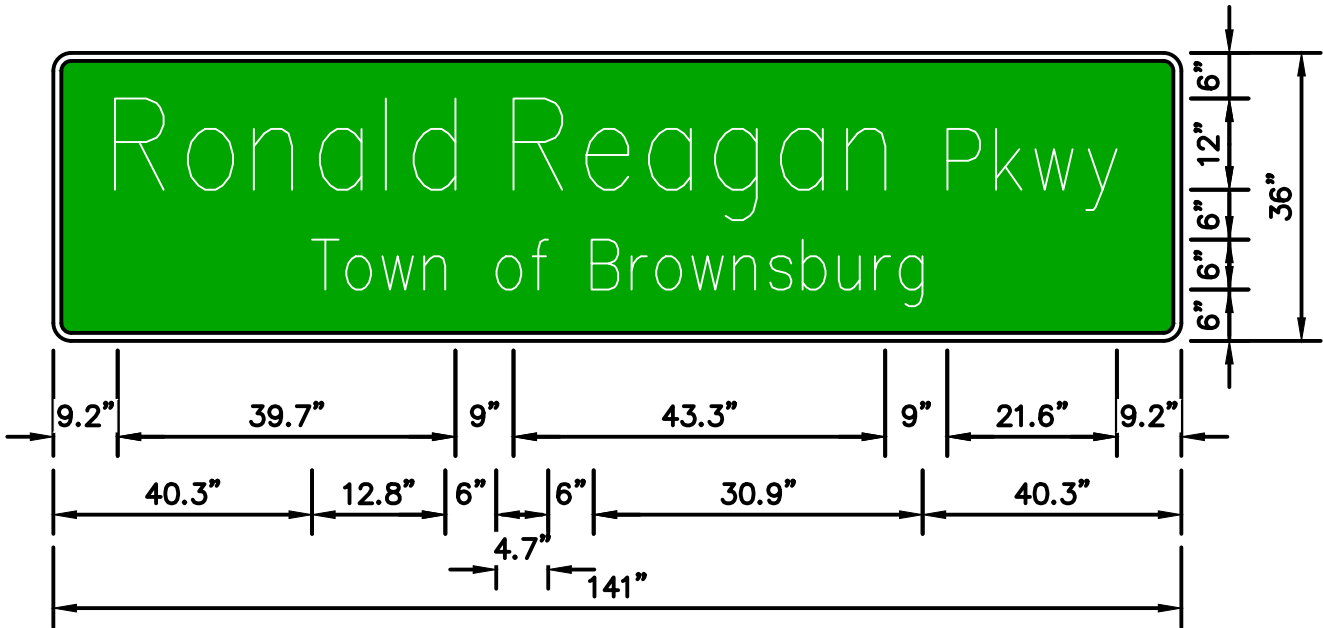 Ronald Reagan Pkwy
Town of Brownsburg
6”
12”
6”
6”
6”
36”
9.2” 39.7” 9” 43.3” 9” 21.6” 9.2”
40.3” 12.8” 6” 6” 30.9” 40.3”
4.7”
141”